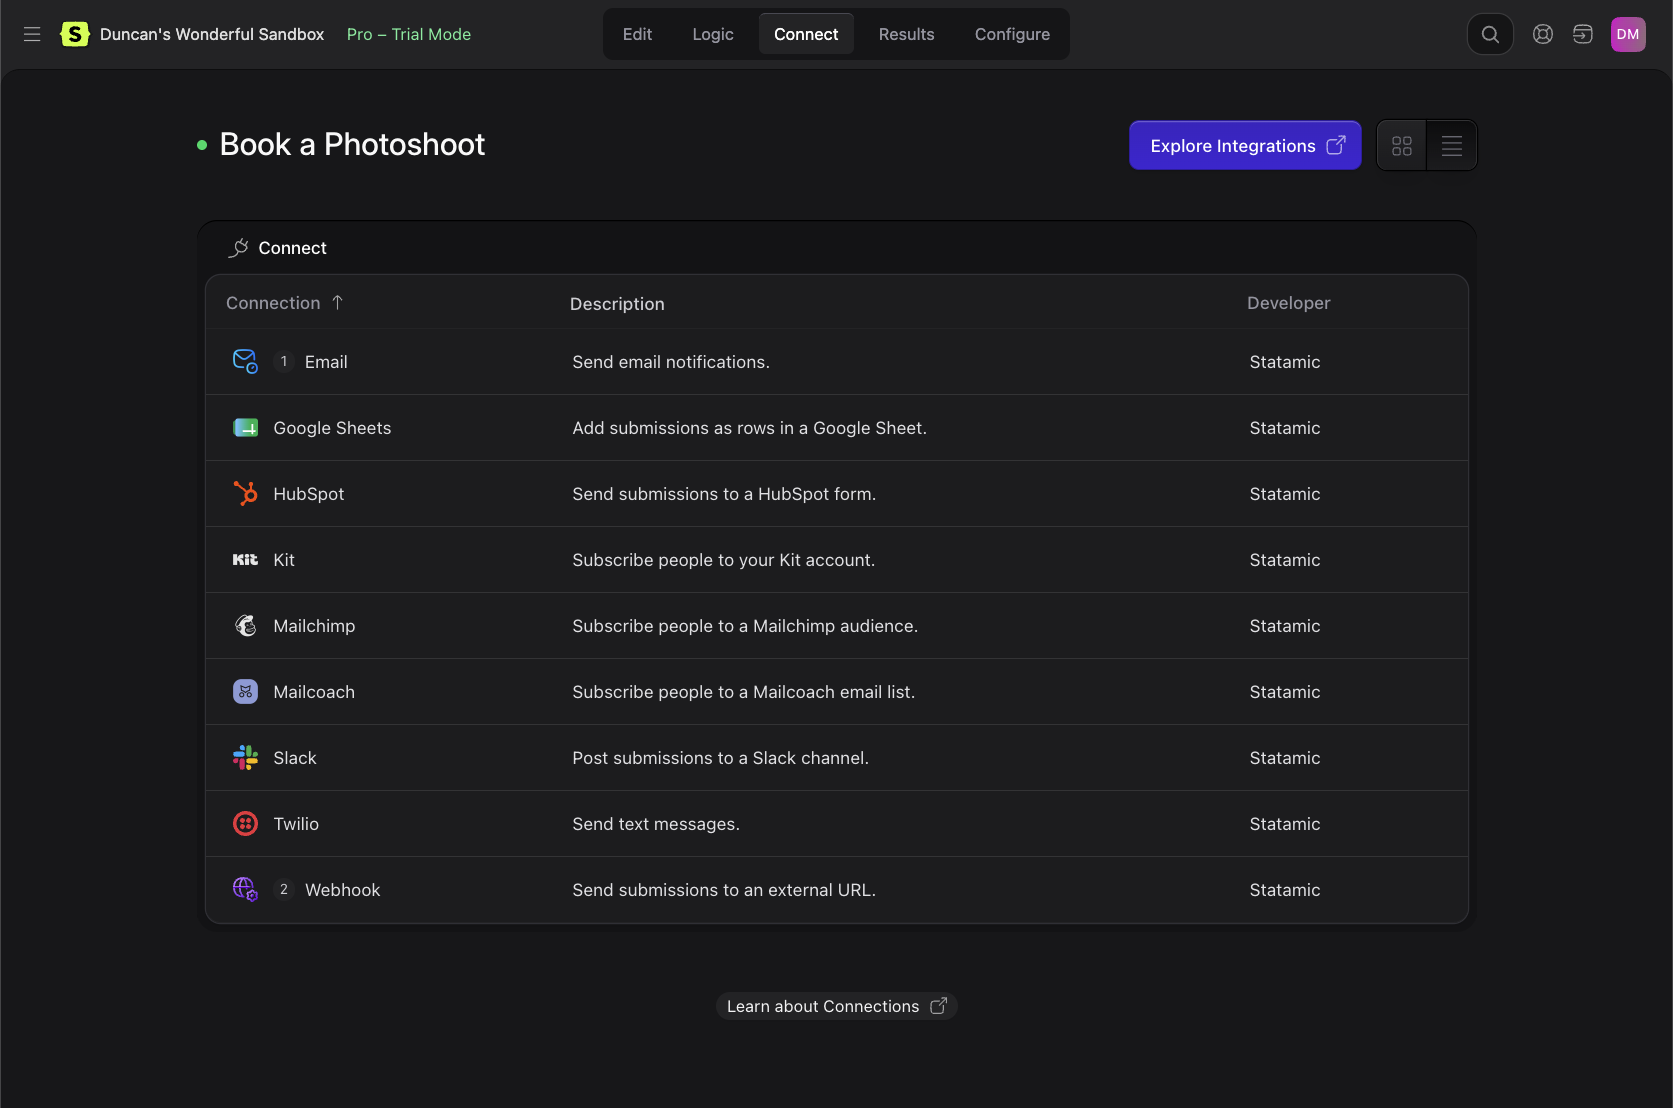 S Duncan's Wonderful Sandbox Pro – Trial Mode Edit Logic Connect Results Configure DM
Book a Photoshoot Explore Integrations
Connect
Connection ↑ Description Developer
1 Email Send email notifications. Statamic
Google Sheets Add submissions as rows in a Google Sheet. Statamic
HubSpot Send submissions to a HubSpot form. Statamic
Kit Kit Subscribe people to your Kit account. Statamic
Mailchimp Subscribe people to a Mailchimp audience. Statamic
Mailcoach Subscribe people to a Mailcoach email list. Statamic
Slack Post submissions to a Slack channel. Statamic
Twilio Send text messages. Statamic
2 Webhook Send submissions to an external URL. Statamic
Learn about Connections